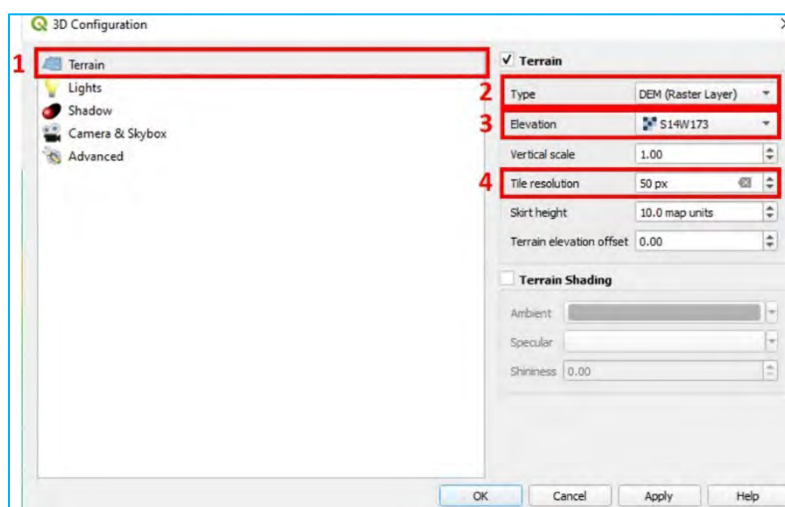 3D Configuration
1 Terrain
Lights
Shadow
Camera & Skybox
Advanced
Terrain
2 Type DEM (Raster Layer)
3 Elevation S14W173
Vertical scale 1.00
4 Tile resolution 50 px
Skirt height 10.0 map units
Terrain elevation offset 0.00
Terrain Shading
Ambient
Specular
Shininess 0.00
OK Cancel Apply Help